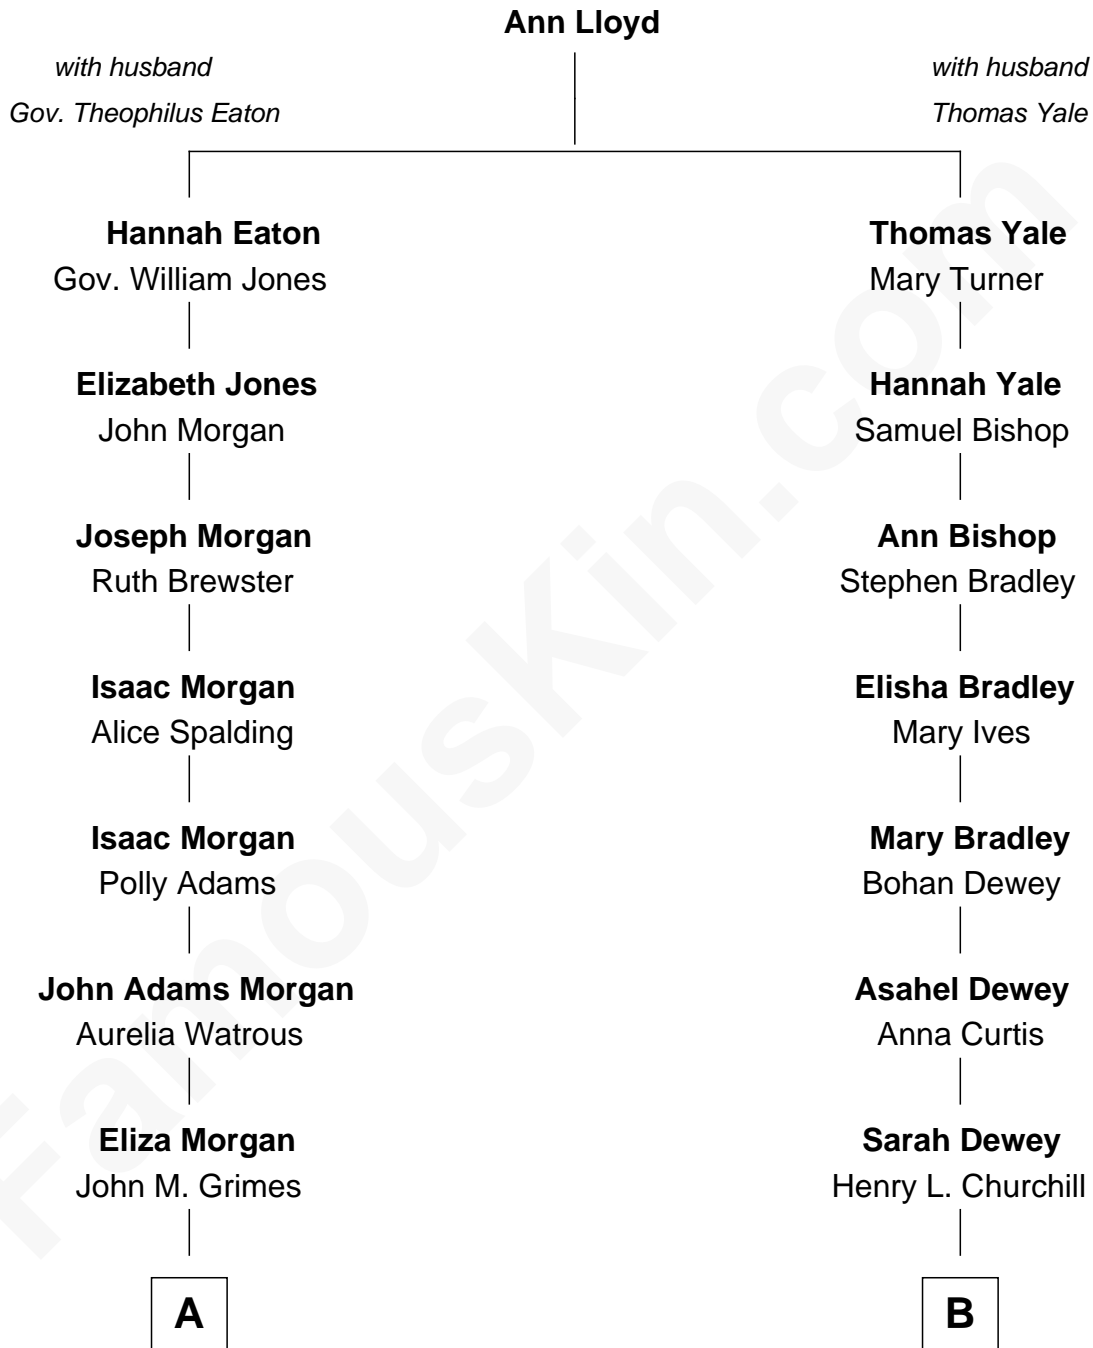 Ann Lloyd
with husband
Gov. Theophilus Eaton
with husband
Thomas Yale
Hannah Eaton
Gov. William Jones
Thomas Yale
Mary Turner
Elizabeth Jones
John Morgan
Hannah Yale
Samuel Bishop
Joseph Morgan
Ruth Brewster
Ann Bishop
Stephen Bradley
Isaac Morgan
Alice Spalding
Elisha Bradley
Mary Ives
Isaac Morgan
Polly Adams
Mary Bradley
Bohan Dewey
John Adams Morgan
Aurelia Watrous
Asahel Dewey
Anna Curtis
Eliza Morgan
John M. Grimes
Sarah Dewey
Henry L. Churchill
A
B
FamousKin.com